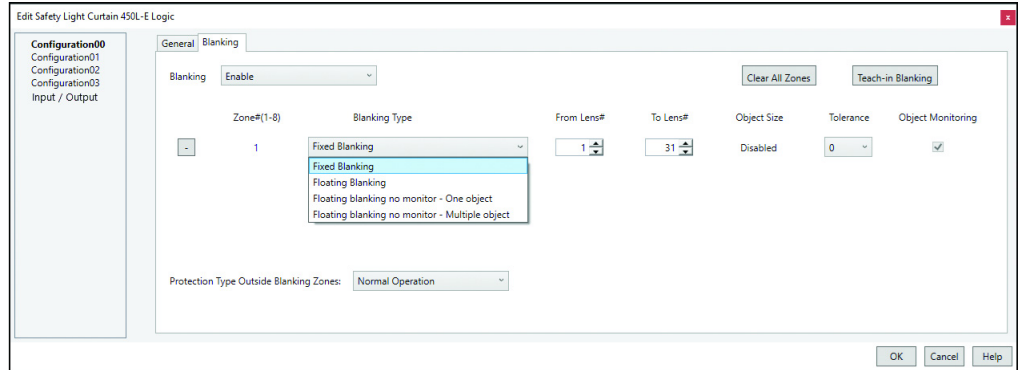 Edit Safety Light Curtain 450L-E Logic
x
Configuration00
Configuration01
Configuration02
Configuration03
Input / Output
General Blanking
Blanking Enable Clear All Zones Teach-in Blanking
Zone#(1-8) Blanking Type From Lens# To Lens# Object Size Tolerance Object Monitoring
- 1 Fixed Blanking 1 31 Disabled 0
Fixed Blanking
Floating Blanking
Floating blanking no monitor - One object
Floating blanking no monitor - Multiple object
Protection Type Outside Blanking Zones: Normal Operation
OK Cancel Help